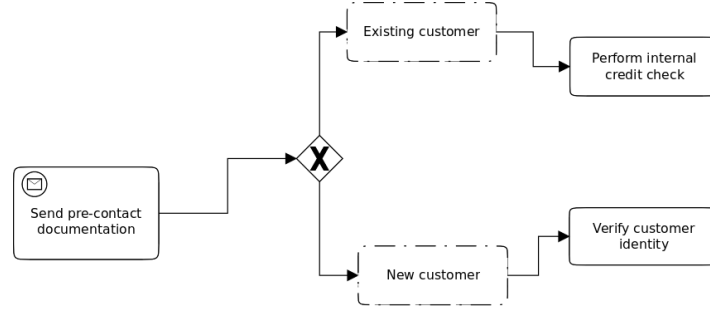 Existing customer
Perform internal
credit check
Send pre-contact
documentation
X
Verify customer
identity
New customer